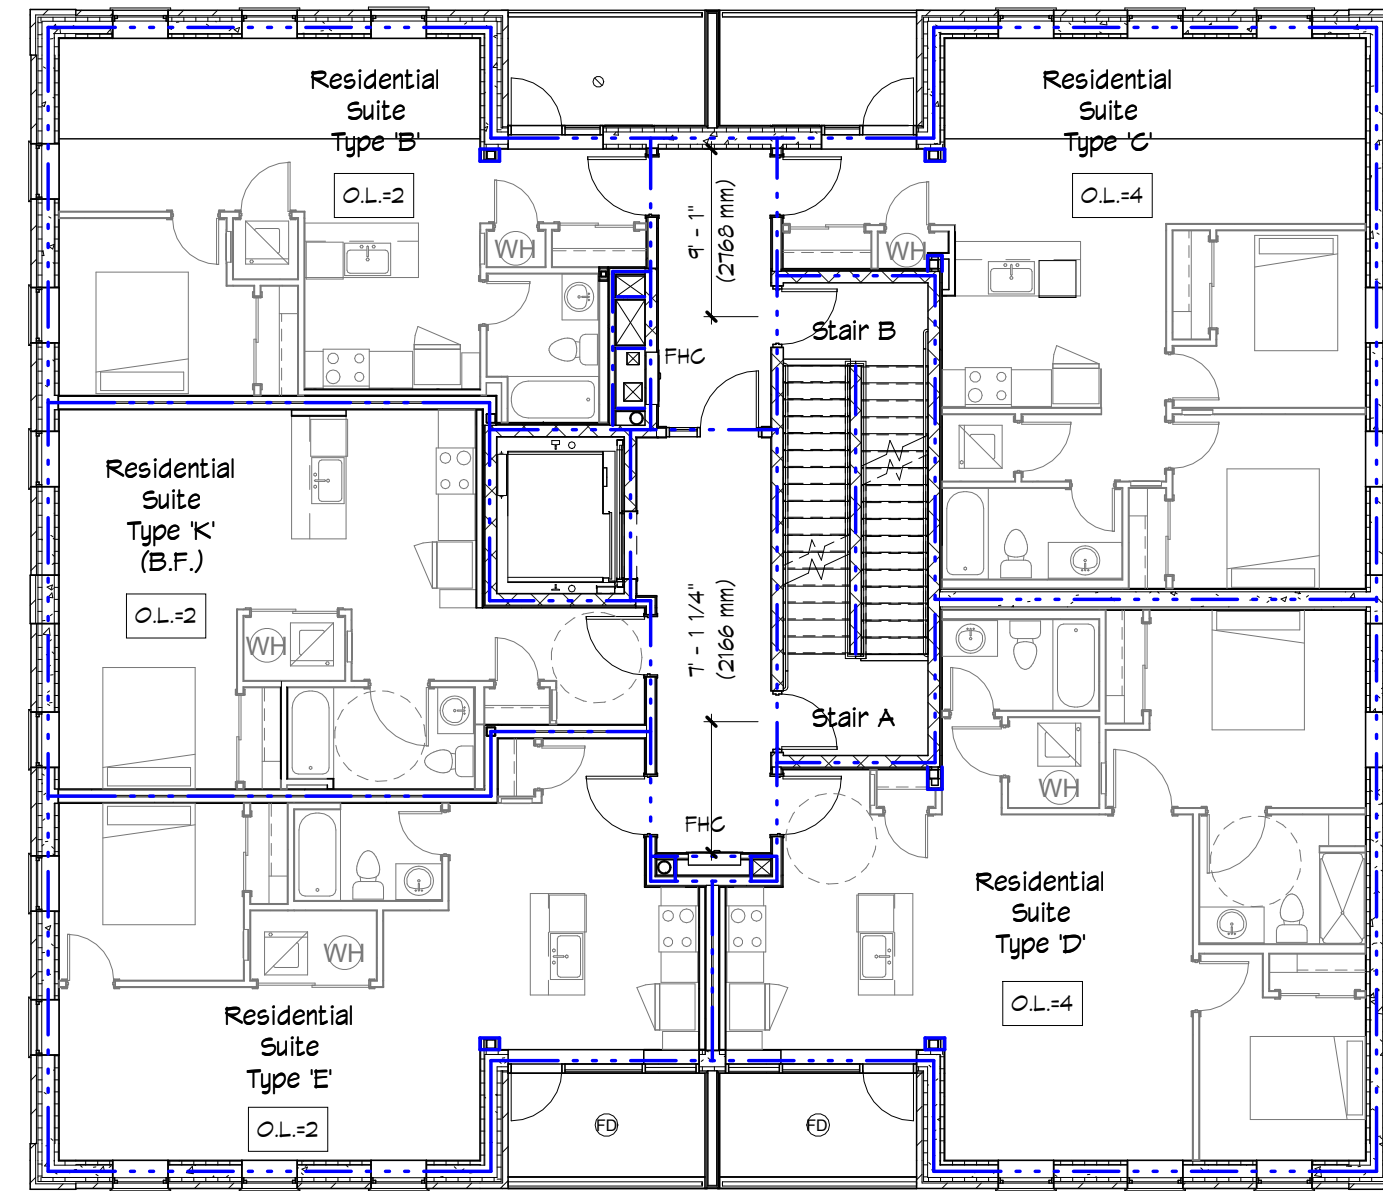 Residential
Suite
Type 'B'
O.L.=2
Residential
Suite
Type 'C'
O.L.=4
9' - 1"
(2768 mm)
WH
WH
Stair B
FHC
Residential
Suite
Type 'K'
(B.F.)
O.L.=2
7' - 1 1/4"
(2166 mm)
WH
Stair A
WH
FHC
Residential
Suite
Type 'D'
O.L.=4
WH
Residential
Suite
Type 'E'
O.L.=2
FD
FD